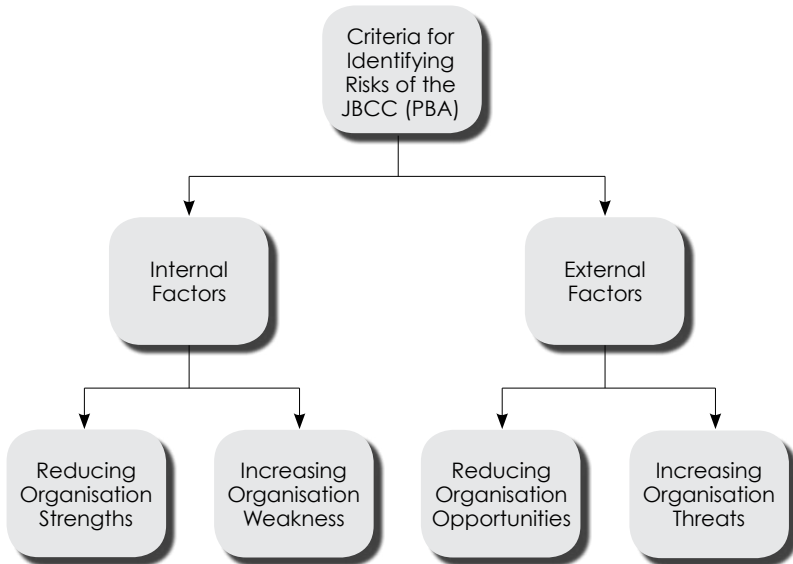 Criteria for
Identifying
Risks of the
JBCC (PBA)
Internal
Factors
External
Factors
Reducing
Organisation
Strengths
Increasing
Organisation
Weakness
Reducing
Organisation
Opportunities
Increasing
Organisation
Threats